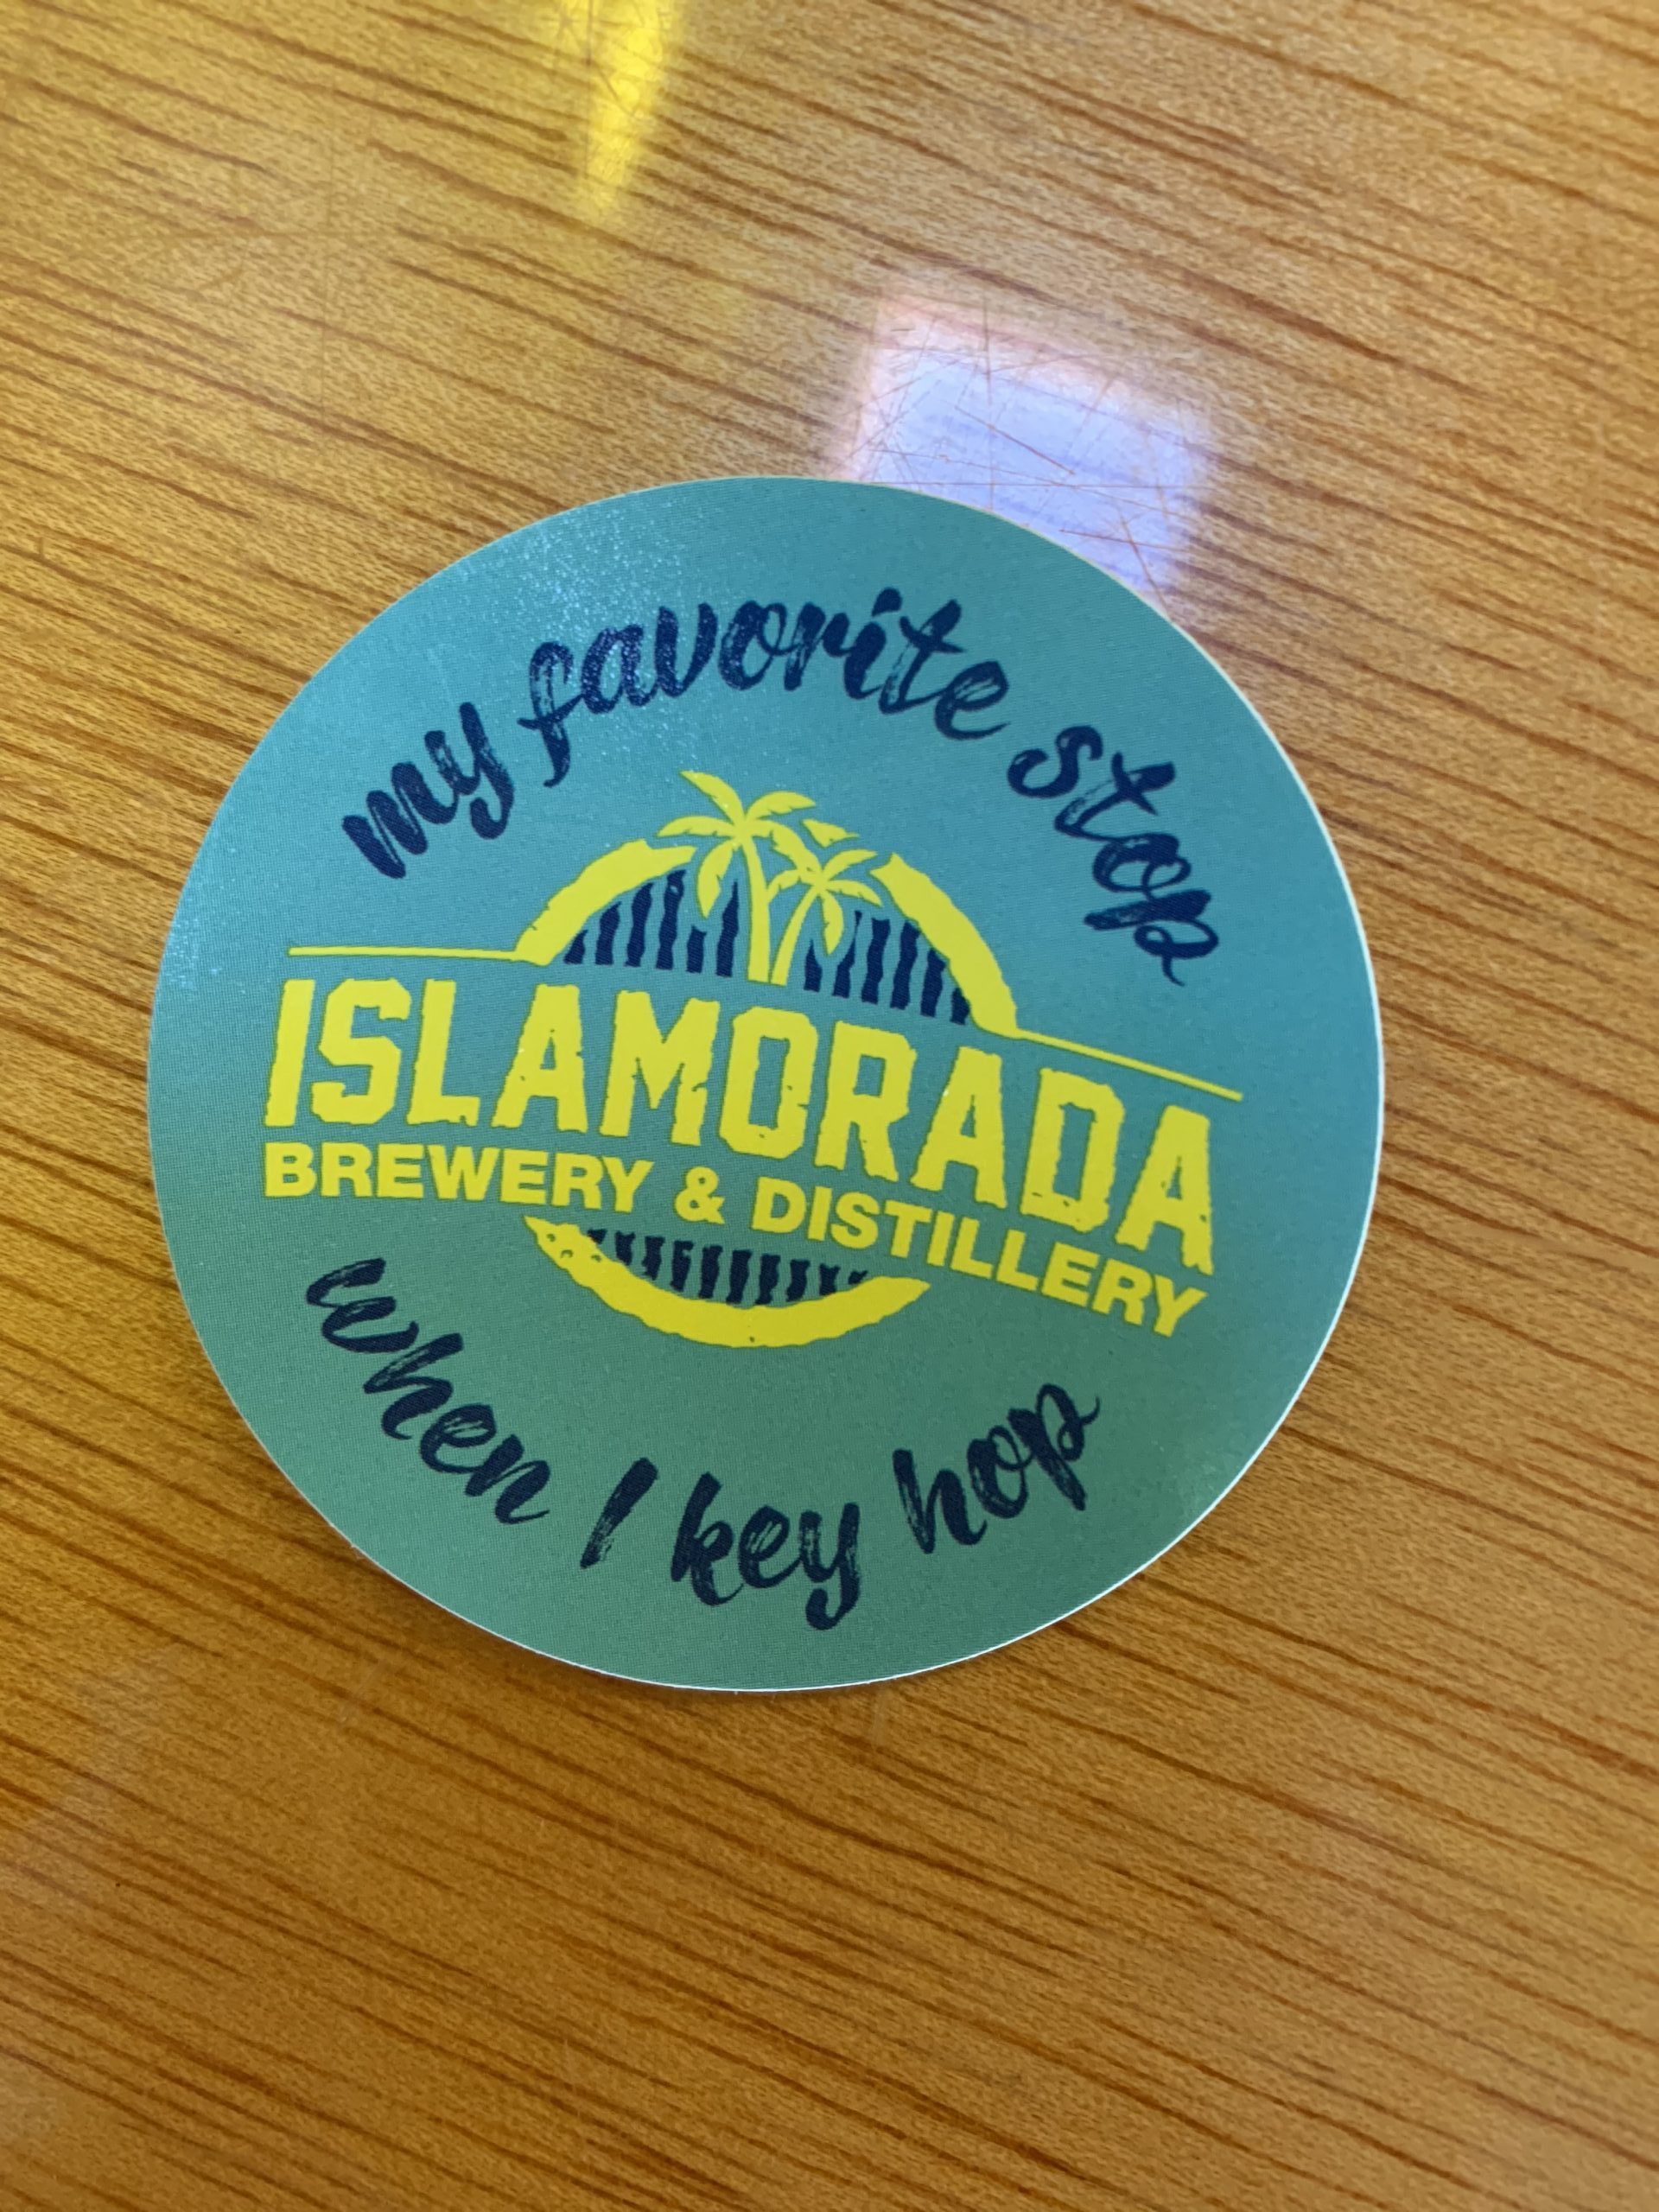 my favorite stop
ISLAMORADA
BREWERY & DISTILLERY
when I key hop